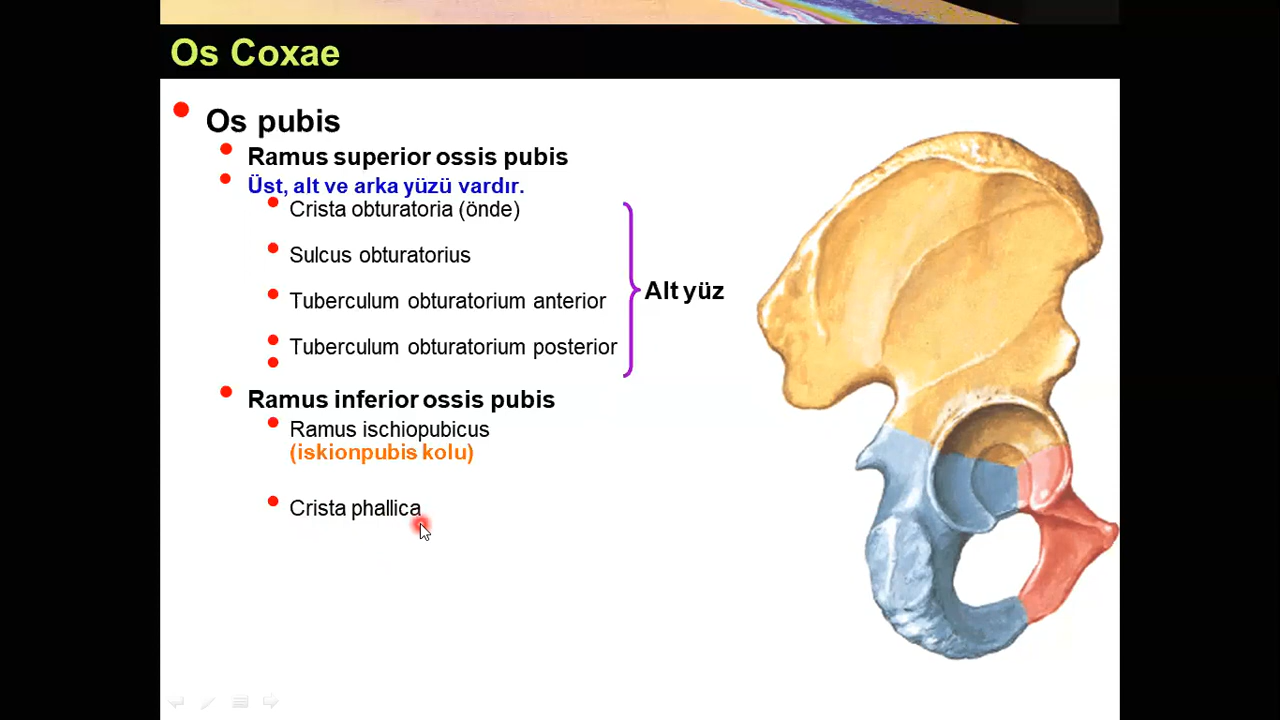 Os Coxae
Os pubis
Ramus superior ossis pubis
Üst, alt ve arka yüzü vardır.
Crista obturatoria (önde)
Sulcus obturatorius
Tuberculum obturatorium anterior
Tuberculum obturatorium posterior
Alt yüz
Ramus inferior ossis pubis
Ramus ischiopubicus
(iskionpubis kolu)
Crista phallica